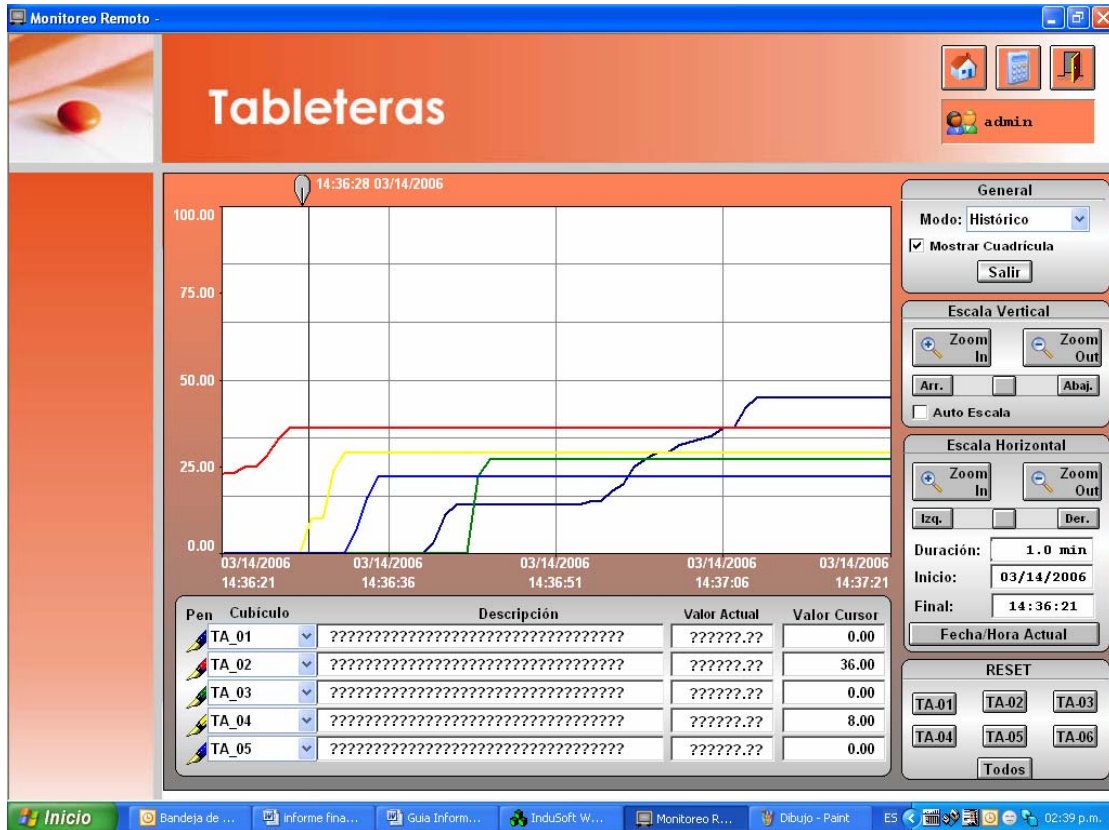 Monitoreo Remoto -
Tableteras
admin
14:36:28 03/14/2006
100.00
75.00
50.00
25.00
0.00
03/14/2006 03/14/2006 03/14/2006 03/14/2006 03/14/2006
14:36:21 14:36:36 14:36:51 14:37:06 14:37:21
Pen Cubículo Descripción Valor Actual Valor Cursor
TA_01 ?????????????????????????????????? ??????.?? 0.00
TA_02 ?????????????????????????????????? ??????.?? 36.00
TA_03 ?????????????????????????????????? ??????.?? 0.00
TA_04 ?????????????????????????????????? ??????.?? 8.00
TA_05 ?????????????????????????????????? ??????.?? 0.00
General
Modo: Histórico
Mostrar Cuadrícula
Salir
Escala Vertical
Zoom In Zoom Out
Arr. Abaj.
Auto Escala
Escala Horizontal
Zoom In Zoom Out
Izq. Der.
Duración: 1.0 min
Inicio: 03/14/2006
Final: 14:36:21
Fecha/Hora Actual
RESET
TA-01 TA-02 TA-03
TA-04 TA-05 TA-06
Todos
Inicio Bandeja de ... informe fina... Guia Inform... InduSoft W... Monitoreo R... Dibujo - Paint ES 02:39 p.m.